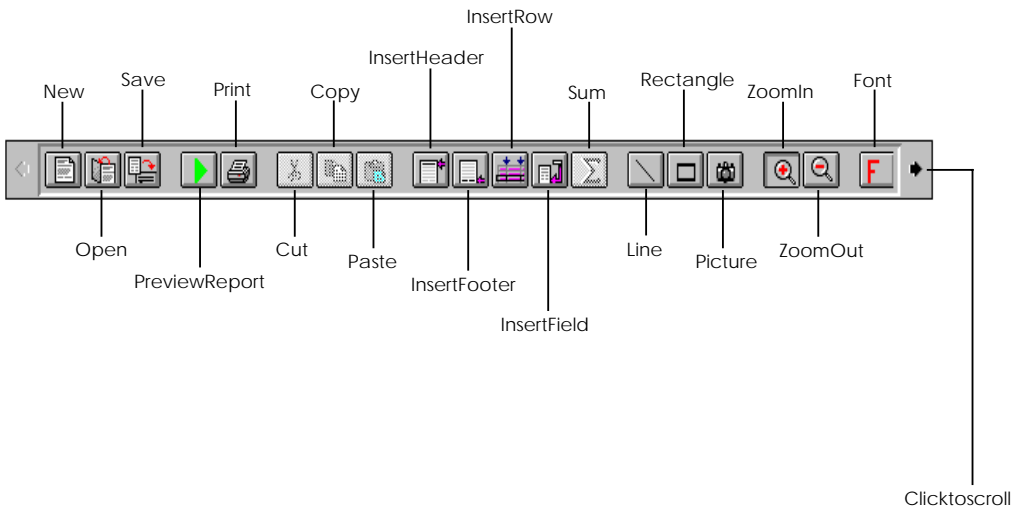 InsertRow
InsertHeader
Save
Rectangle
Font
New
Print
Copy
Sum
ZoomIn
F
Open
Cut
Line
ZoomOut
Paste
Picture
PreviewReport
InsertFooter
InsertField
Clicktoscroll